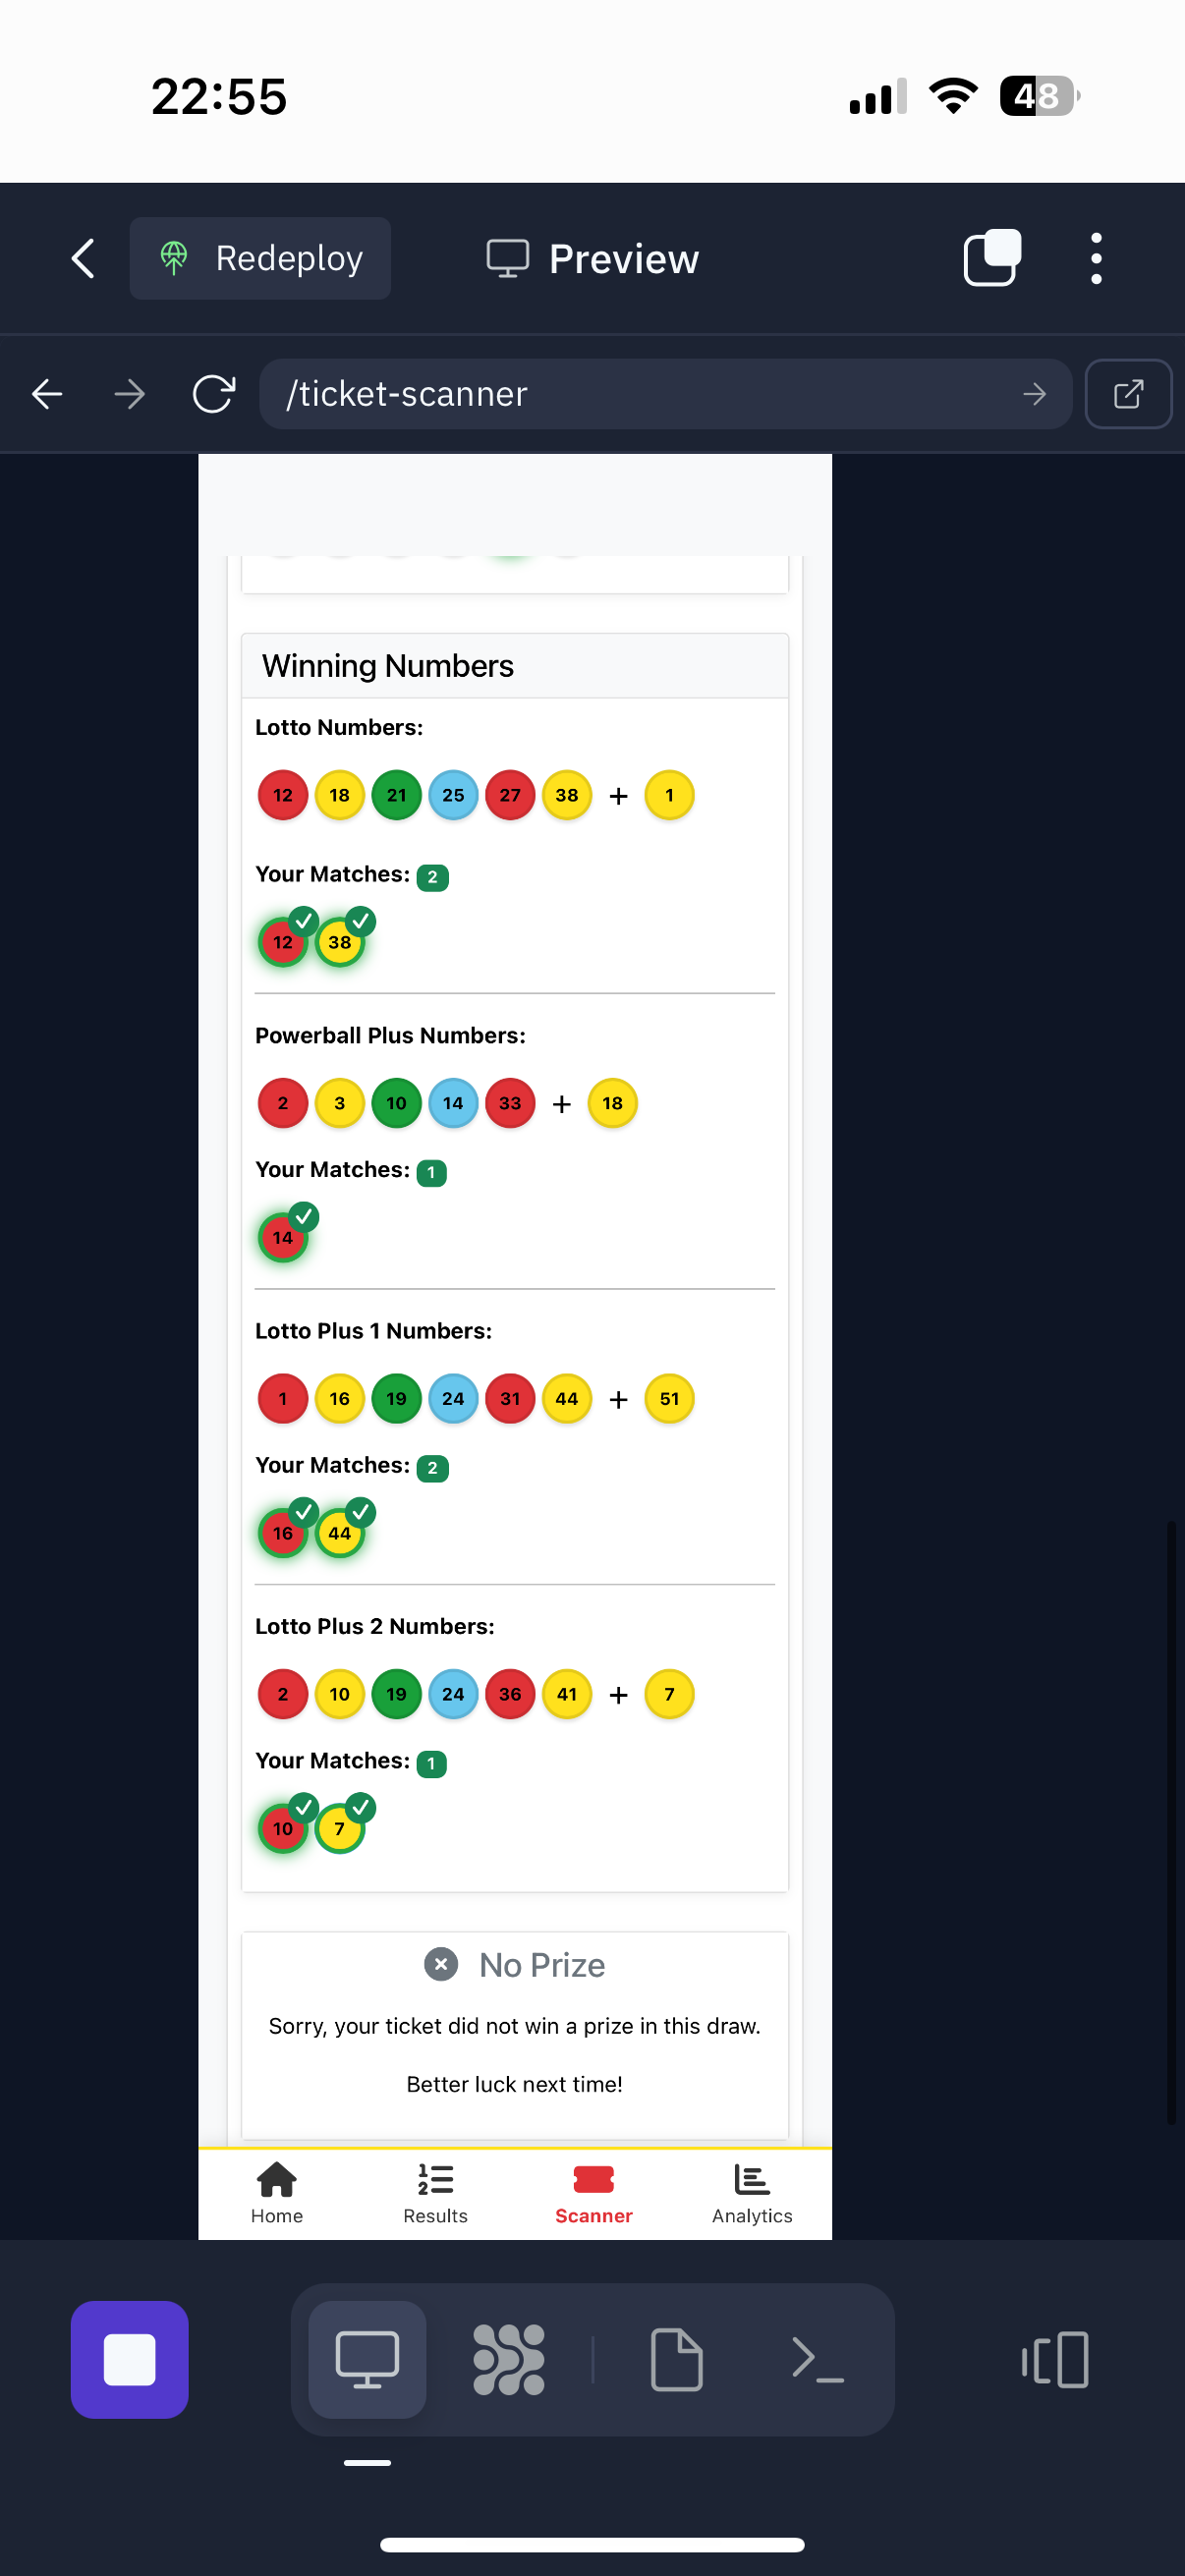 22:55
48
Redeploy
Preview
/ticket-scanner
Winning Numbers
Lotto Numbers:
12 18 21 25 27 38 + 1
Your Matches: 2
12 38
Powerball Plus Numbers:
2 3 10 14 33 + 18
Your Matches: 1
14
Lotto Plus 1 Numbers:
1 16 19 24 31 44 + 51
Your Matches: 2
16 44
Lotto Plus 2 Numbers:
2 10 19 24 36 41 + 7
Your Matches: 1
10 7
No Prize
Sorry, your ticket did not win a prize in this draw.
Better luck next time!
Home Results Scanner Analytics